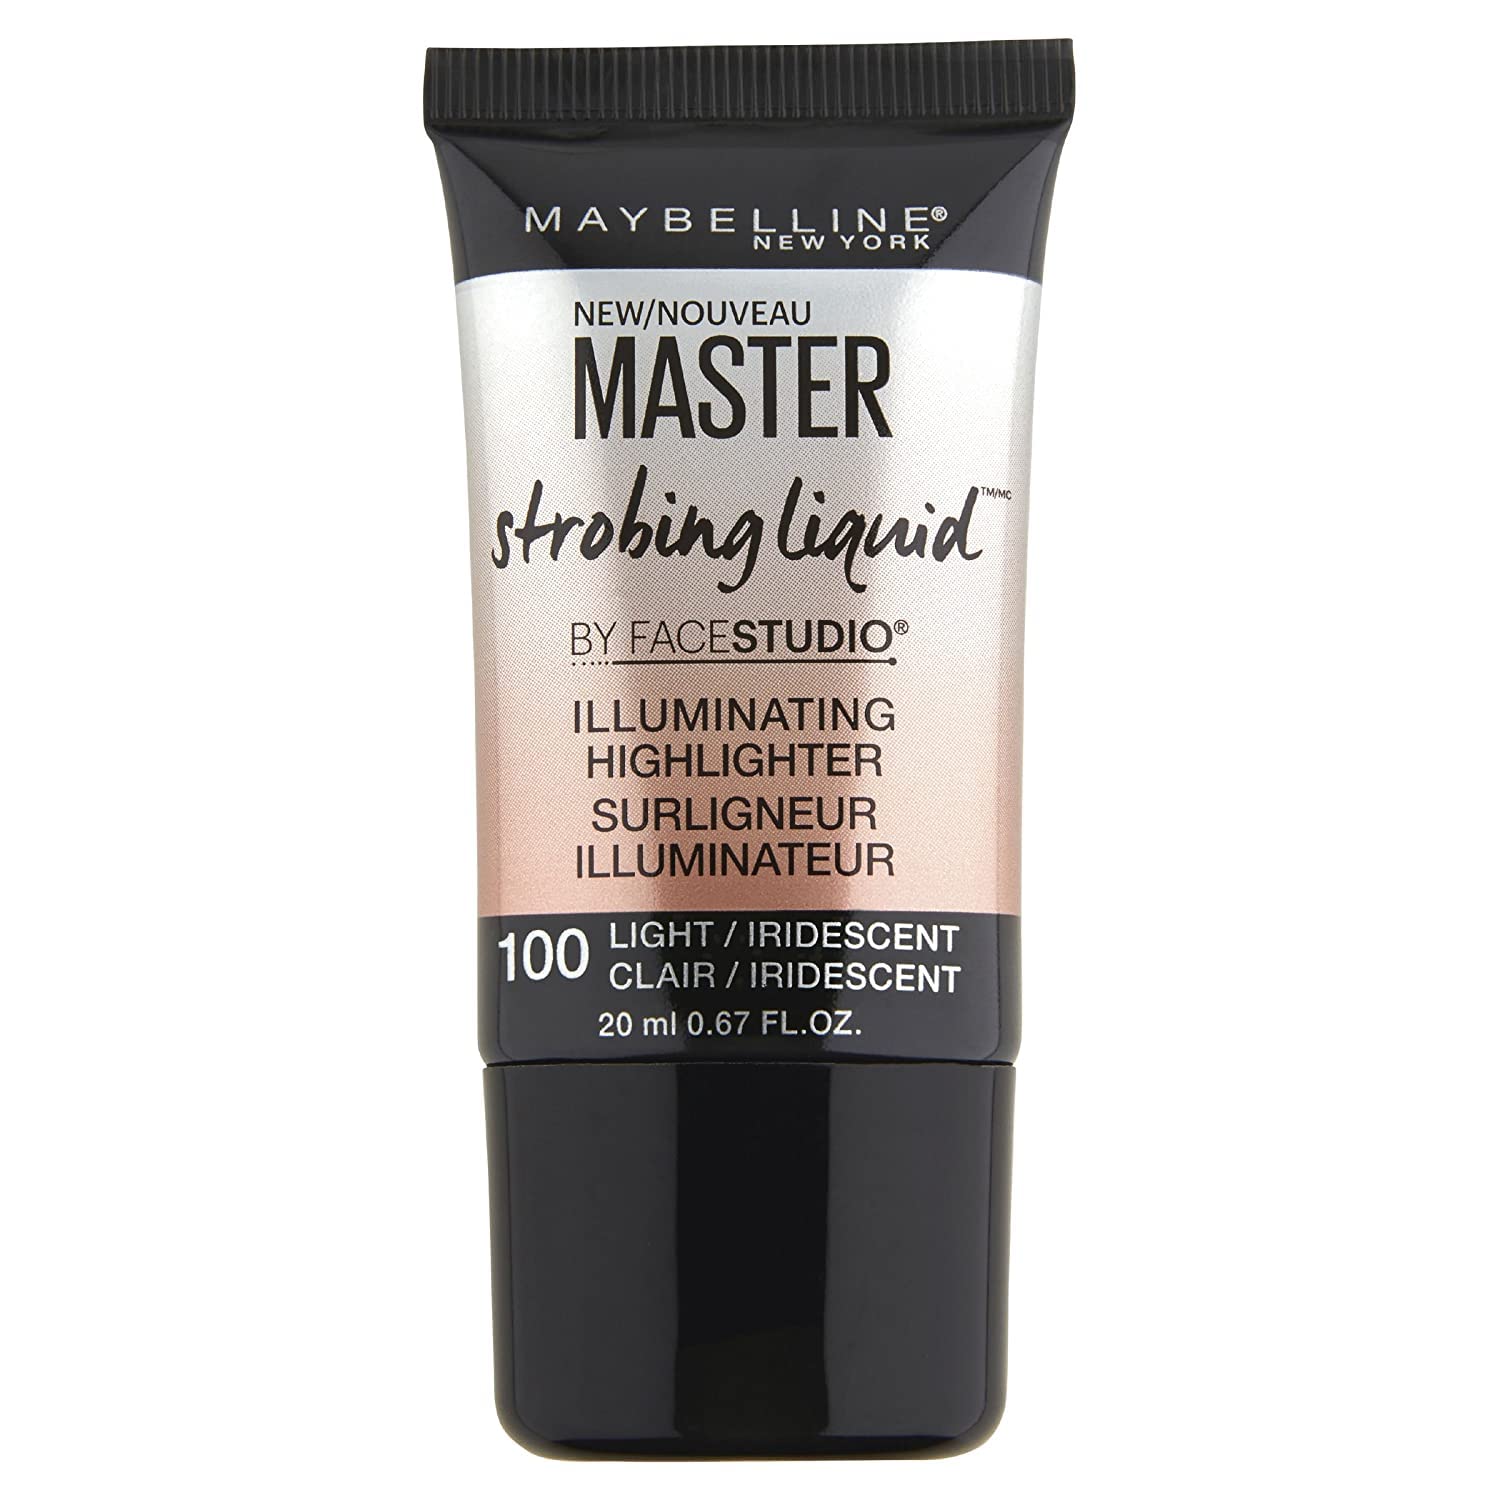 MAYBELLINE®
NEW YORK
NEW/NOUVEAU
MASTER
strobing liquid™/MC
BY FACESTUDIO®
ILLUMINATING
HIGHLIGHTER
SURLIGNEUR
ILLUMINATEUR
100 LIGHT / IRIDESCENT
CLAIR / IRIDESCENT
20 ml 0.67 FL.OZ.